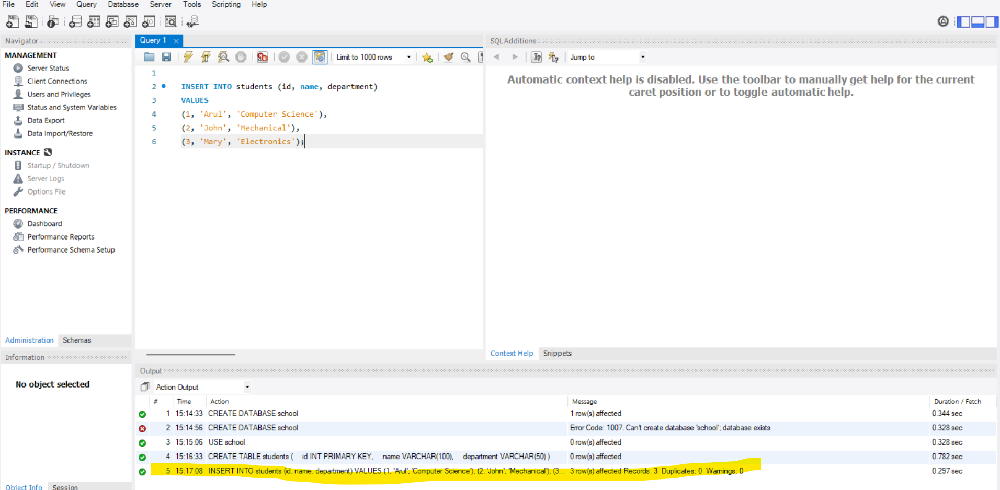 File Edit View Query Database Server Tools Scripting Help
Navigator
MANAGEMENT
Server Status
Client Connections
Users and Privileges
Status and System Variables
Data Export
Data Import/Restore
INSTANCE
Startup / Shutdown
Server Logs
Options File
PERFORMANCE
Dashboard
Performance Reports
Performance Schema Setup
Administration Schemas
Information
No object selected
Object Info Session
Query 1
Limit to 1000 rows
1
2 INSERT INTO students (id, name, department)
3 VALUES
4 (1, 'Arul', 'Computer Science'),
5 (2, 'John', 'Mechanical'),
6 (3, 'Mary', 'Electronics');
SQLAdditions
Jump to
Automatic context help is disabled. Use the toolbar to manually get help for the current
caret position or to toggle automatic help.
Context Help Snippets
Output
Action Output
# Time Action Message Duration / Fetch
1 15:14:33 CREATE DATABASE school 1 row(s) affected 0.344 sec
2 15:14:56 CREATE DATABASE school Error Code: 1007. Can't create database 'school'; database exists 0.328 sec
3 15:15:06 USE school 0 row(s) affected 0.328 sec
4 15:16:33 CREATE TABLE students ( id INT PRIMARY KEY, name VARCHAR(100), department VARCHAR(50) ) 0 row(s) affected 0.782 sec
5 15:17:08 INSERT INTO students (id, name, department) VALUES (1, 'Arul', 'Computer Science'), (2, 'John', 'Mechanical'), (3... 3 row(s) affected Records: 3 Duplicates: 0 Warnings: 0 0.297 sec